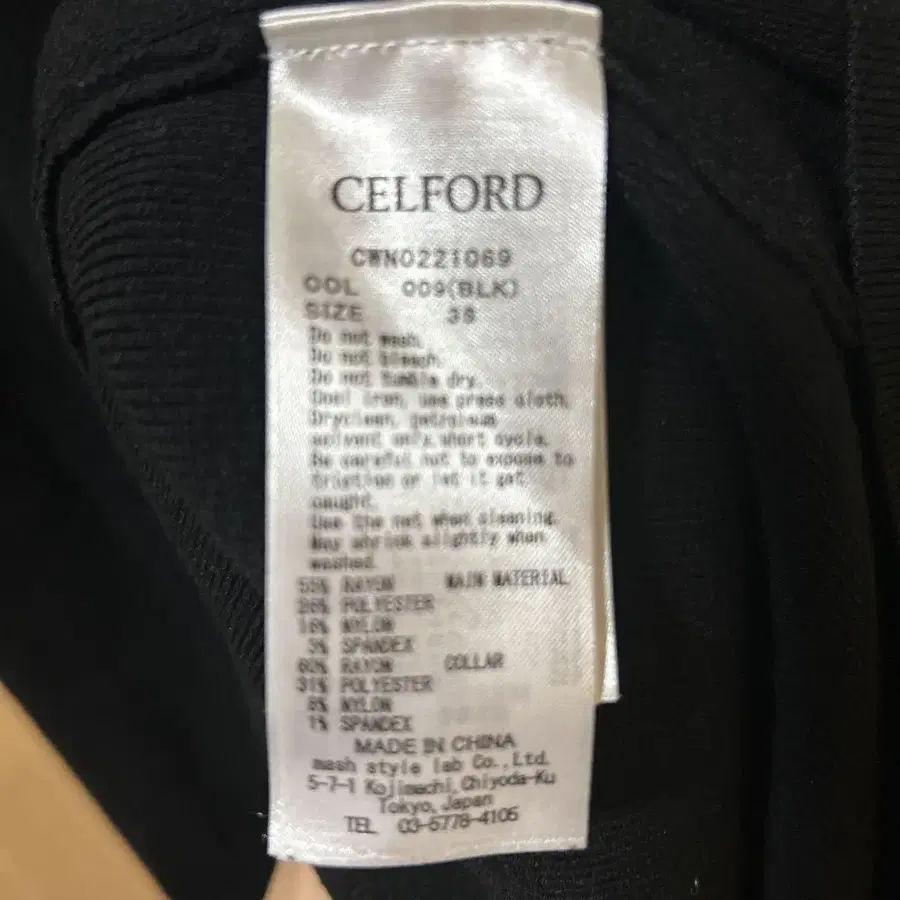 CELFORD
CWNO221069
COL 009(BLK)
SIZE 38
Do not wash.
Do not bleach.
Do not tumble dry.
Cool iron, use press cloth.
Dryclean, petroleum
solvent only,short cycle.
Be careful not to expose to
friction or let it get
caught.
Use the net when cleaning.
May shrink slightly when
washed.
55% RAYON MAIN MATERIAL
26% POLYESTER
16% NYLON
3% SPANDEX
60% RAYON COLLAR
31% POLYESTER
8% NYLON
1% SPANDEX
MADE IN CHINA
mash style lab Co.,Ltd.
5-7-1 Kojimachi,Chiyoda-Ku
Tokyo,Japan
TEL 03-6778-4105